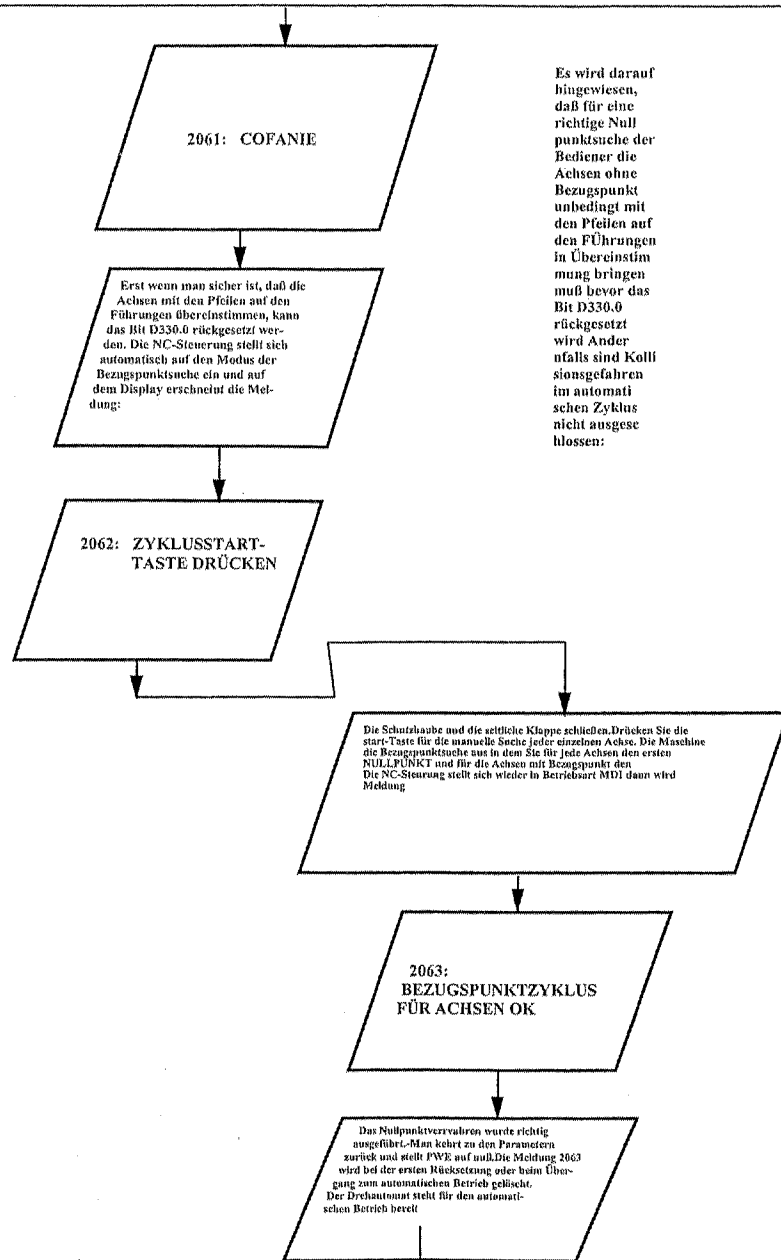 2061: COFANIE
Es wird darauf
hingewiesen,
daß für eine
richtige Null
punktsuche der
Bediener die
Achsen ohne
Bezugspunkt
unbedingt mit
den Pfeilen auf
den FÜhrungen
in Übereinstim
mung bringen
muß bevor das
Bit D330.0
rückgesetzt
wird Ander
nfalls sind Kolli
sionsgefahren
im automati
schen Zyklus
nicht ausgesc
hlossen:
Erst wenn man sicher ist, daß die
Achsen mit den Pfeilen auf den
Führungen übereinstimmen, kann
das Bit D330.0 rückgesetzt wer-
den. Die NC-Steuerung stellt sich
automatisch auf den Modus der
Bezugspunktsuche ein und auf
dem Display erschneint die Mel-
dung:
2062: ZYKLUSSTART-
TASTE DRÜCKEN
Die Schutzhaube und die seitliche Klappe schließen.Drücken Sie die
start-Taste für die manuelle Suche jeder einzelnen Achse. Die Maschine
die Bezugspunktsuche aus in dem Sie für jede Achsen den ersten
NULLPUNKT und für die Achsen mit Bezugspunkt den
Die NC-Steurung stellt sich wieder in Betriebsart MDI dann wird
Meldung
2063:
BEZUGSPUNKTZYKLUS
FÜR ACHSEN OK
Das Nullpunktverrvahren wurde richtig
ausgeführt.-Man kehrt zu den Parametern
zurück und stellt PWE auf null.Die Meldung 2063
wird bei der ersten Rücksetzung oder beim Über-
gang zum automatischen Betrieb gelöscht.
Der Drehautomat steht für den automati-
schen Betrieb bereit